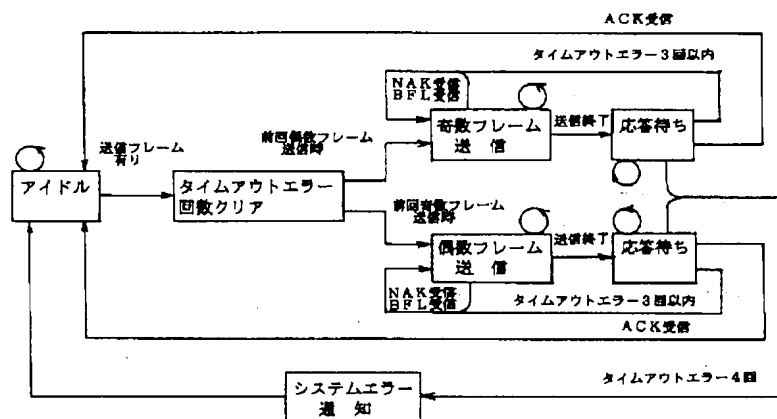 ACK受信
タイムアウトエラー3回以内
NAK受信
BFL受信
奇数フレーム
送 信
送信終了
応答待ち
前回偶数フレーム
送信時
送信フレーム
有り
アイドル
タイムアウトエラー
回数クリア
前回奇数フレーム
送信時
偶数フレーム
送 信
送信終了
応答待ち
NAK受信
BFL受信
タイムアウトエラー3回以内
ACK受信
システムエラー
通 知
タイムアウトエラー4回